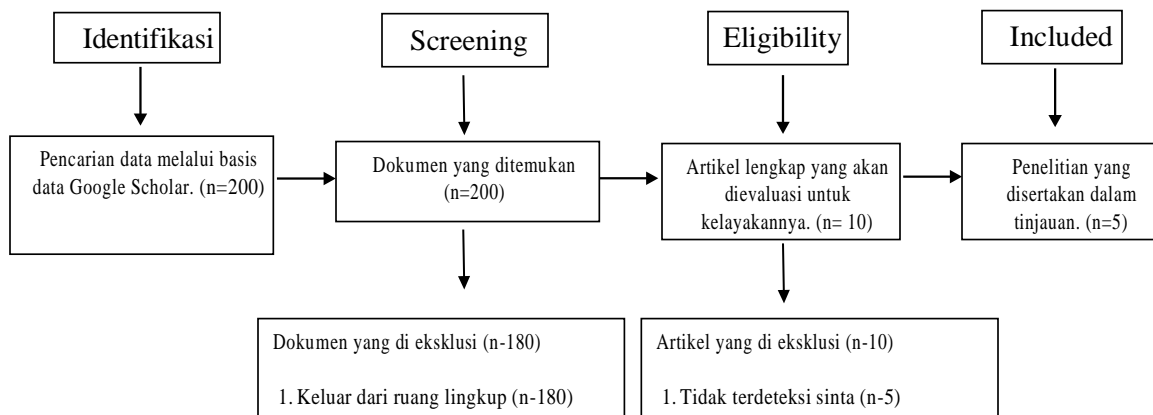 Identifikasi
Screening
Eligibility
Included
Pencarian data melalui basis
data Google Scholar. (n=200)
Dokumen yang ditemukan
(n=200)
Artikel lengkap yang akan
dievaluasi untuk
kelayakannya. (n= 10)
Penelitian yang
disertakan dalam
tinjauan. (n=5)
Dokumen yang di eksklusi (n-180)
1. Keluar dari ruang lingkup (n-180)
Artikel yang di eksklusi (n-10)
1. Tidak terdeteksi sinta (n-5)